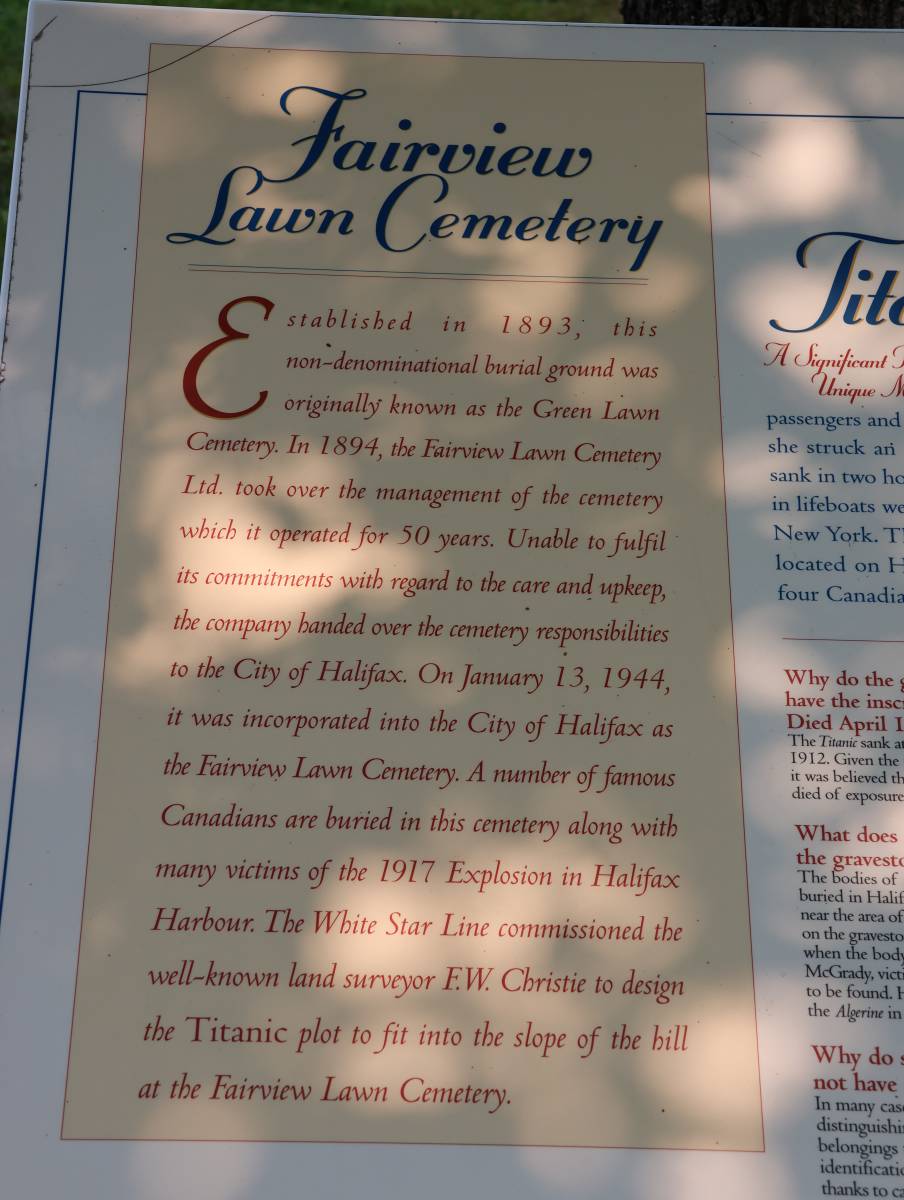 Fairview
Lawn Cemetery
Established in 1893, this
non-denominational burial ground was
originally known as the Green Lawn
Cemetery. In 1894, the Fairview Lawn Cemetery
Ltd. took over the management of the cemetery
which it operated for 50 years. Unable to fulfil
its commitments with regard to the care and upkeep,
the company handed over the cemetery responsibilities
to the City of Halifax. On January 13, 1944,
it was incorporated into the City of Halifax as
the Fairview Lawn Cemetery. A number of famous
Canadians are buried in this cemetery along with
many victims of the 1917 Explosion in Halifax
Harbour. The White Star Line commissioned the
well-known land surveyor F.W. Christie to design
the Titanic plot to fit into the slope of the hill
at the Fairview Lawn Cemetery.
A Significant
Unique
passengers and
she struck an
sank in two
in lifeboats
New York.
located on
four
Why do the
have the
Died April
The Titanic sank
1912. Given the
it was believed
died of exposure
What does
the
The bodies of
buried in
near the area of
on the
when the body
McGrady,
to be found.
the Algerine in
Why do
not have
In many
belongings
thanks to